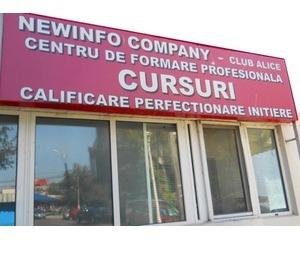 NEWINFO COMPANY - CLUB ALICE
CENTRU DE FORMARE PROFESIONALA
CURSURI
CALIFICARE PERFECTIONARE INITIERE